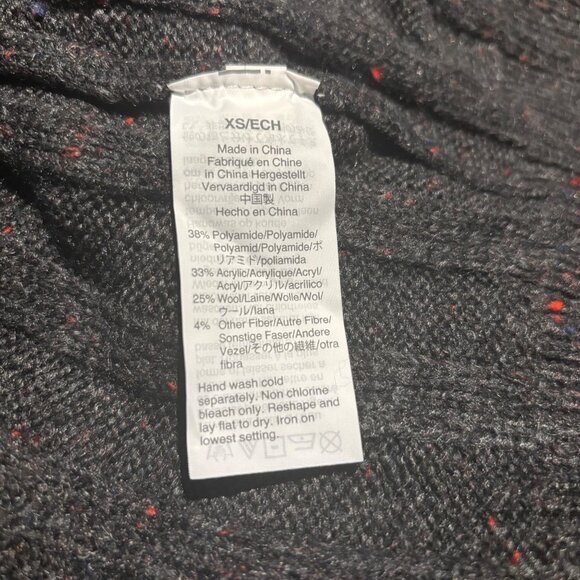 XS/ECH
Made in China
Fabriqué en Chine
in China Hergestellt
Vervaardigd in China
中国製
Hecho en China
38% Polyamide/Polyamide/
Polyamid/Polyamide/ポ
リアミド/poliamida
33% Acrylic/Acrylique/Acryl/
Acryl/アクリル/acrilico
25% Wool/Laine/Wolle/Wol/
ウール/lana
4% Other Fiber/Autre Fibre/
Sonstige Faser/Andere
Vezel/その他の繊維/otra
fibra
Hand wash cold
separately. Non chlorine
bleach only. Reshape and
lay flat to dry. Iron on
lowest setting.